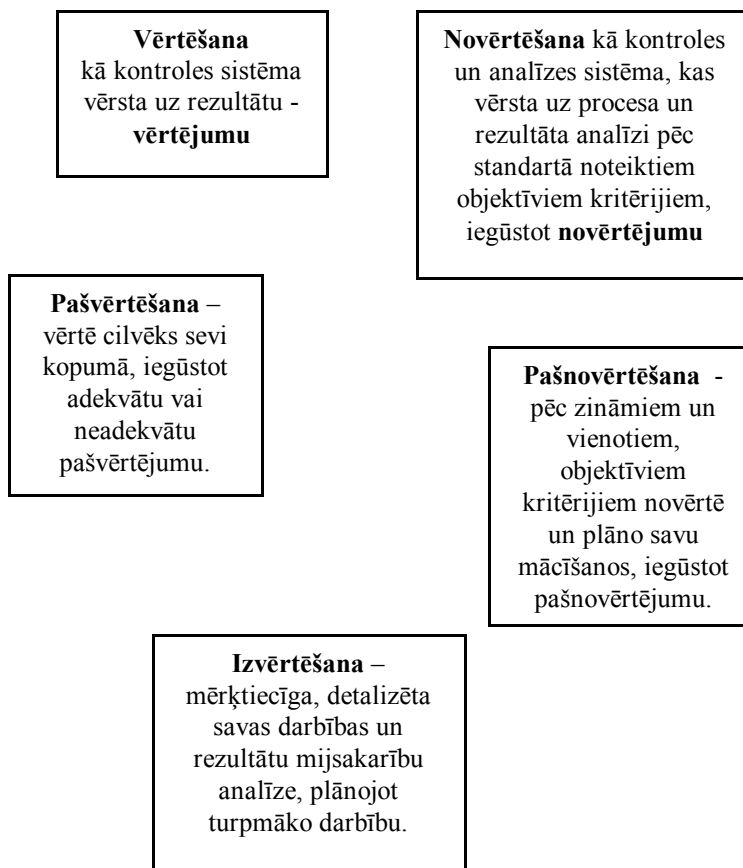 Vērtēšana
kā kontroles sistēma
vērsta uz rezultātu -
vērtējumu
Novērtēšana kā kontroles
un analīzes sistēma, kas
vērsta uz procesa un
rezultāta analīzi pēc
standartā noteiktiem
objektīviem kritērijiem,
iegūstot novērtējumu
Pašvērtēšana –
vērtē cilvēks sevi
kopumā, iegūstot
adekvātu vai
neadekvātu
pašvērtējumu.
Pašnovērtēšana -
pēc zināmiem un
vienotiem,
objektīviem
kritērijiem novērtē
un plāno savu
mācīšanos, iegūstot
pašnovērtējumu.
Izvērtēšana –
mērķtiecīga, detalizēta
savas darbības un
rezultātu mijsakarību
analīze, plānojot
turpmāko darbību.